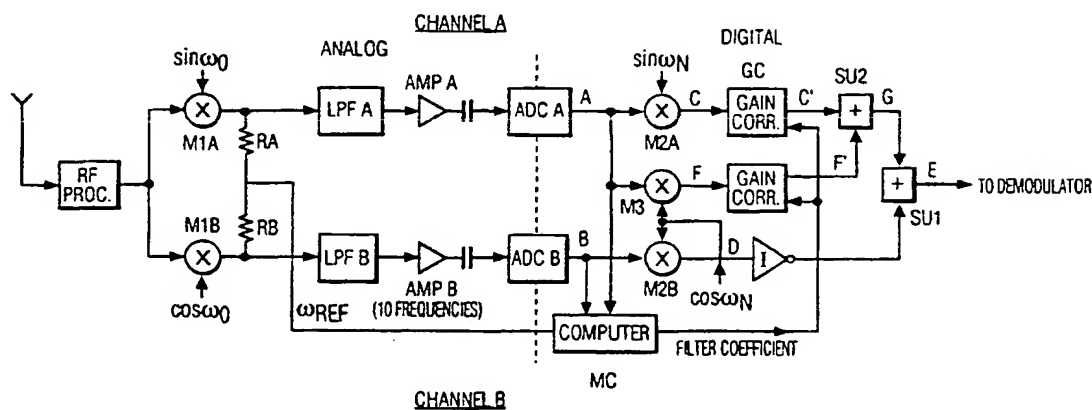 CHANNEL A
ANALOG
DIGITAL
sinω0
AMP A
sinωN
GC
SU2
LPF A
ADC A
A
C
GAIN CORR.
C'
G
M1A
RA
M2A
RF PROC.
F
GAIN CORR.
F'
E
TO DEMODULATOR
M1B
RB
M3
SU1
LPF B
ADC B
B
D
I
M2B
cosω0
ωREF
AMP B
(10 FREQUENCIES)
cosωN
COMPUTER
FILTER COEFFICIENT
MC
CHANNEL B